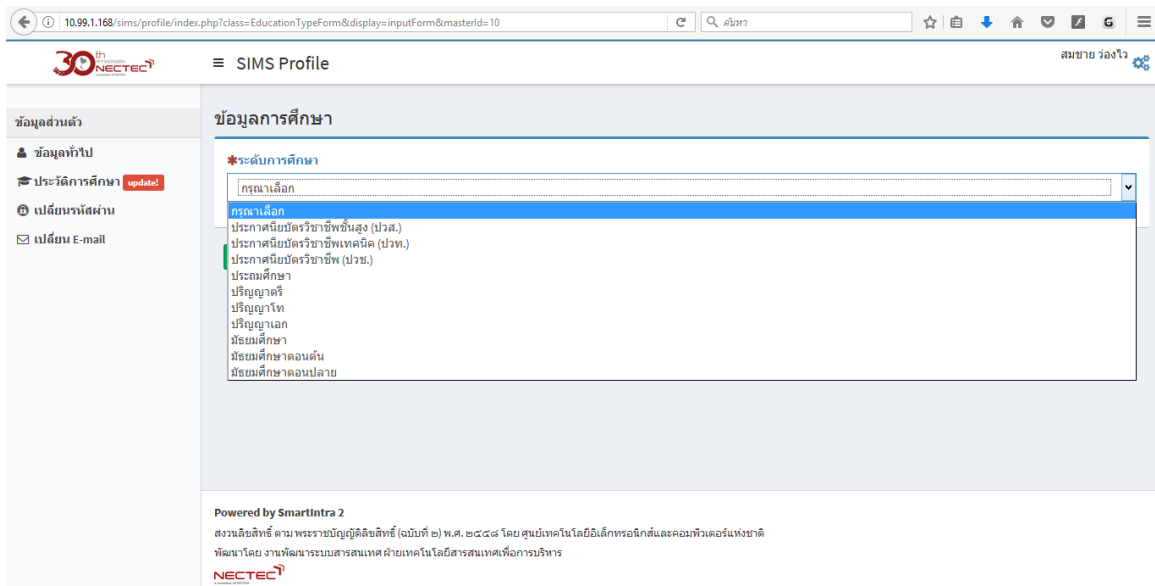 10.99.1.168/sims/profile/index.php?class=EducationTypeForm&display=inputForm&masterId=10
ค้นหา
30th
NECTEC
SIMS Profile
สมชาย ว่องไว
ข้อมูลส่วนตัว
ข้อมูลทั่วไป
ประวัติการศึกษา update!
เปลี่ยนรหัสผ่าน
เปลี่ยน E-mail
ข้อมูลการศึกษา
*ระดับการศึกษา
กรุณาเลือก
กรุณาเลือก
ประกาศนียบัตรวิชาชีพชั้นสูง (ปวส.)
ประกาศนียบัตรวิชาชีพเทคนิค (ปวท.)
ประกาศนียบัตรวิชาชีพ (ปวช.)
ประถมศึกษา
ปริญญาตรี
ปริญญาโท
ปริญญาเอก
มัธยมศึกษา
มัธยมศึกษาตอนต้น
มัธยมศึกษาตอนปลาย
Powered by SmartIntra 2
สงวนลิขสิทธิ์ ตาม พระราชบัญญัติลิขสิทธิ์ (ฉบับที่ ๒) พ.ศ. ๒๕๕๘ โดย ศูนย์เทคโนโลยีอิเล็กทรอนิกส์และคอมพิวเตอร์แห่งชาติ
พัฒนาโดย งานพัฒนาระบบสารสนเทศ ฝ่ายเทคโนโลยีสารสนเทศเพื่อการบริหาร
NECTEC